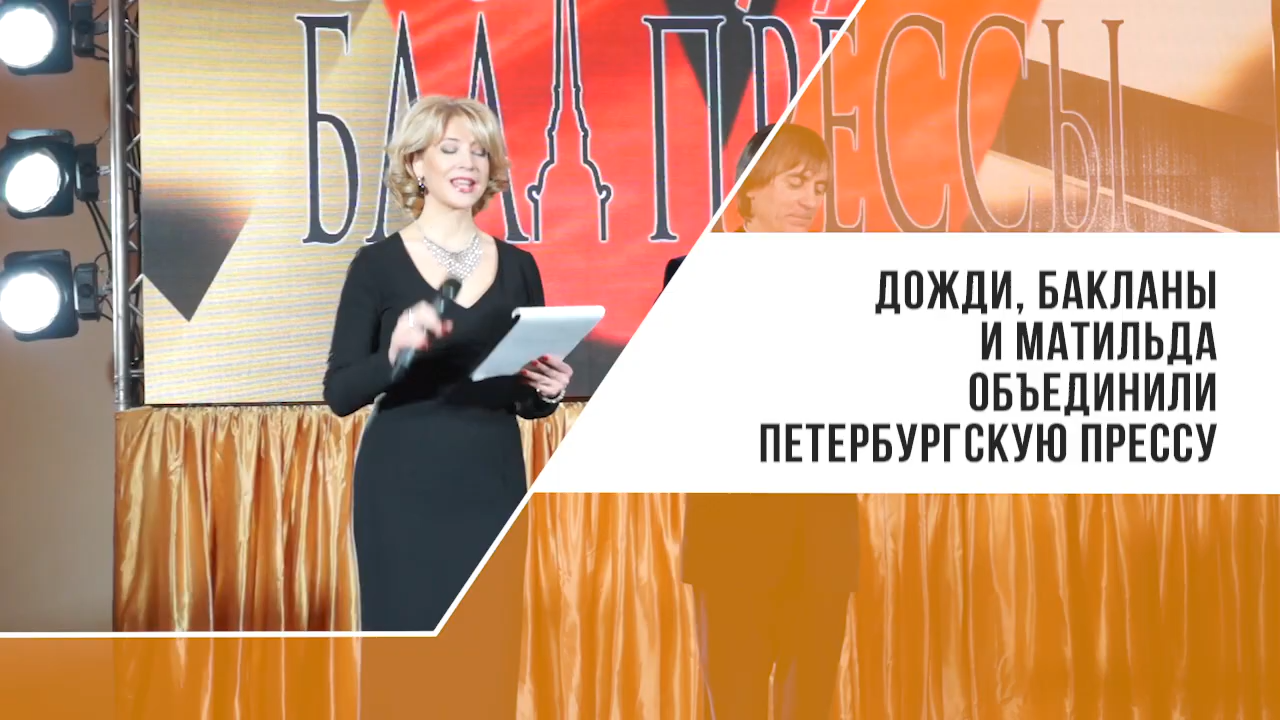 БАЛ ПРЕССЫ
ДОЖДИ, БАКЛАНЫ
И МАТИЛЬДА
ОБЪЕДИНИЛИ
ПЕТЕРБУРГСКУЮ ПРЕССУ